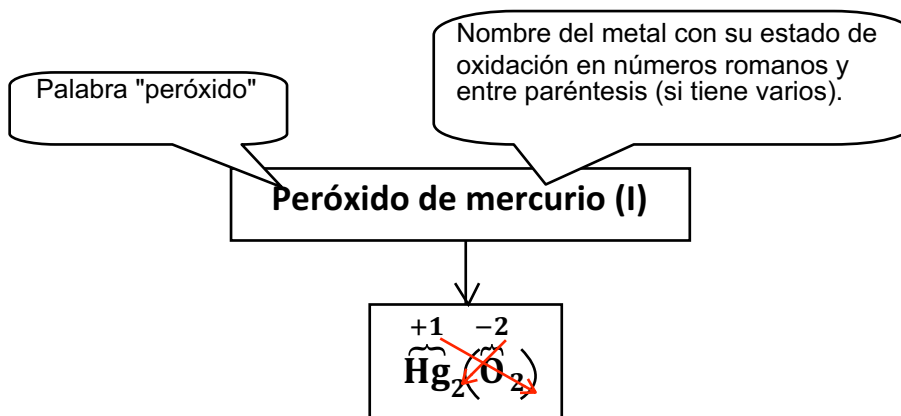 Palabra "peróxido"
Nombre del metal con su estado de
oxidación en números romanos y
entre paréntesis (si tiene varios).
Peróxido de mercurio (I)
+1 −2
Hg₂(O₂)